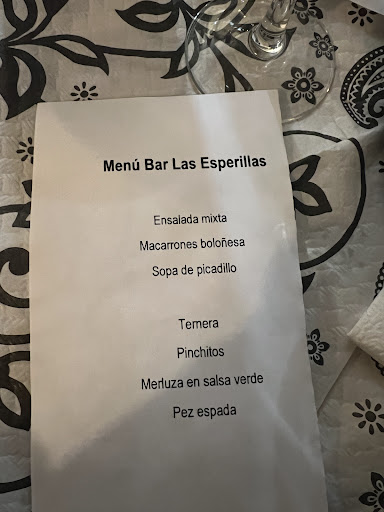 Menú Bar Las Esperillas
Ensalada mixta
Macarrones boloñesa
Sopa de picadillo
Ternera
Pinchitos
Merluza en salsa verde
Pez espada